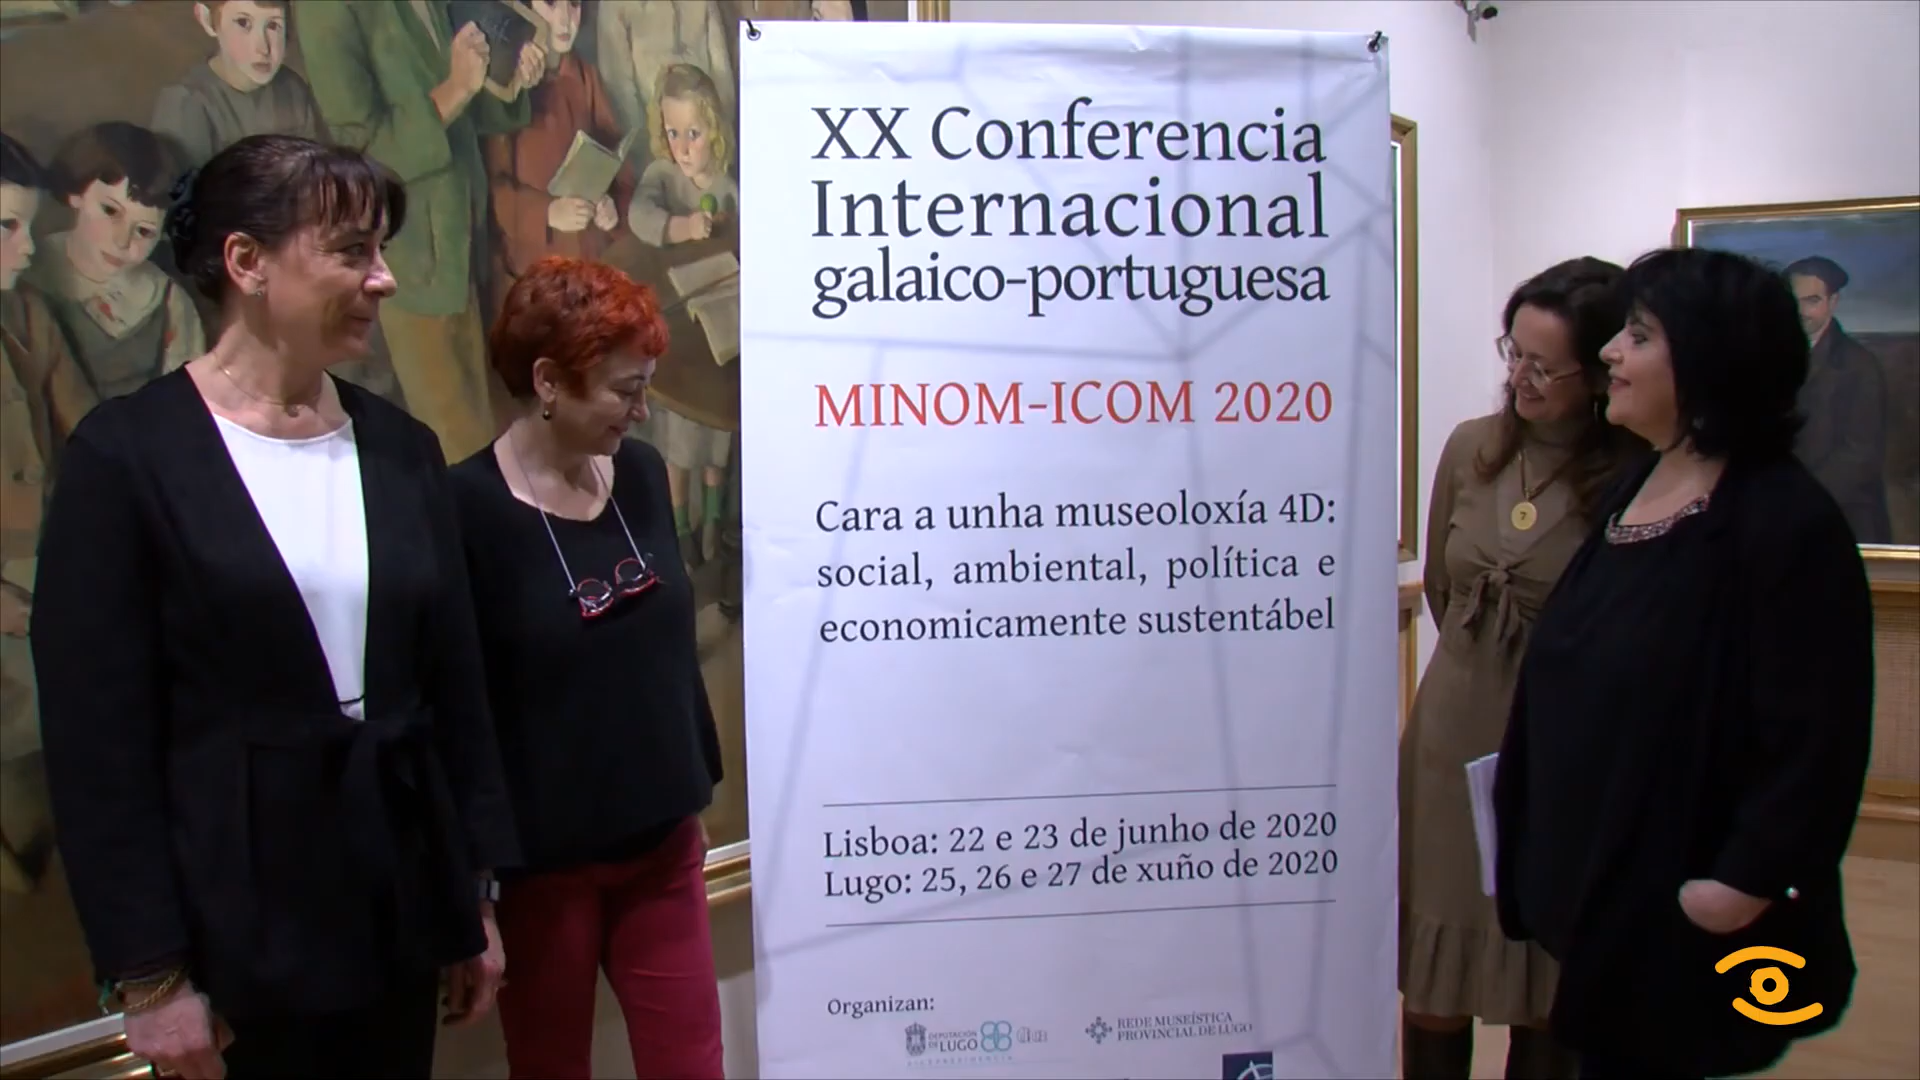 XX Conferencia
Internacional
galaico-portuguesa
MINOM-ICOM 2020
Cara a unha museoloxía 4D:
social, ambiental, política e
economicamente sustentábel
Lisboa: 22 e 23 de junho de 2020
Lugo: 25, 26 e 27 de xuño de 2020
Organizan:
DEPUTACIÓN
DE LUGO
VICEPRESIDENCIA
REDE MUSEÍSTICA
PROVINCIAL DE LUGO